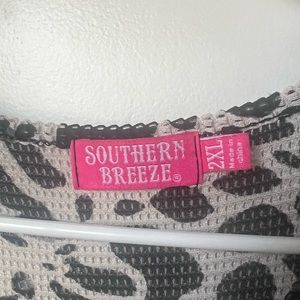 SOUTHERN
BREEZE®
2XL
Made in
China